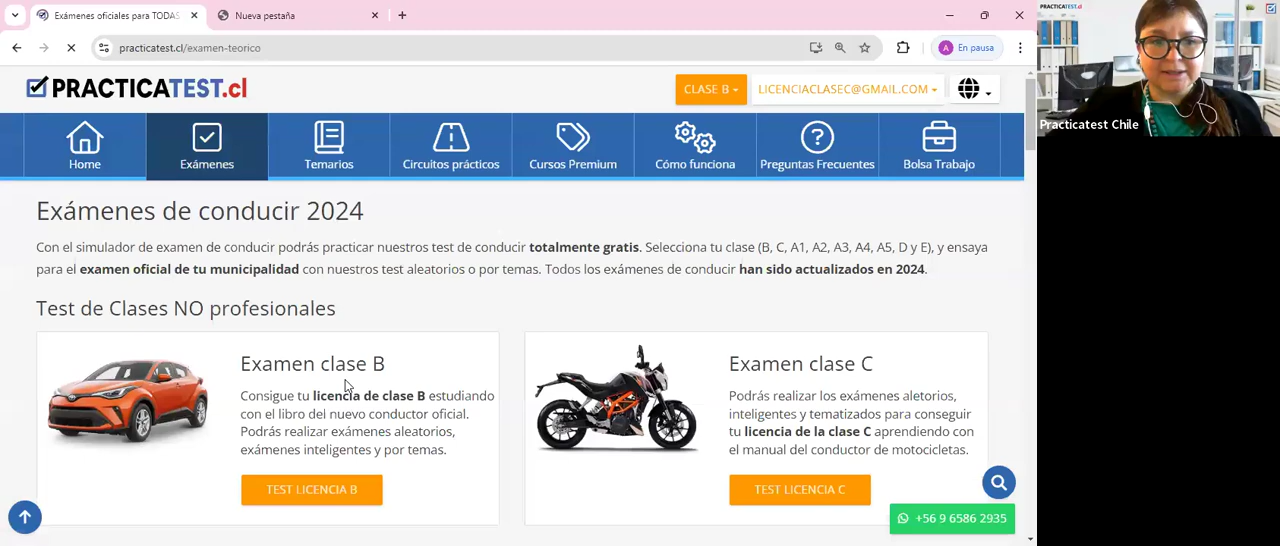 Exámenes oficiales para TODAS
Nueva pestaña
practicatest.cl/examen-teorico
A En pausa
PRACTICATEST.cl
CLASE B
LICENCIACLASEC@GMAIL.COM
Home
Exámenes
Temarios
Circuitos prácticos
Cursos Premium
Cómo funciona
Preguntas Frecuentes
Bolsa Trabajo
Exámenes de conducir 2024
Con el simulador de examen de conducir podrás practicar nuestros test de conducir totalmente gratis. Selecciona tu clase (B, C, A1, A2, A3, A4, A5, D y E), y ensaya
para el examen oficial de tu municipalidad con nuestros test aleatorios o por temas. Todos los exámenes de conducir han sido actualizados en 2024.
Test de Clases NO profesionales
Examen clase B
Consigue tu licencia de clase B estudiando
con el libro del nuevo conductor oficial.
Podrás realizar exámenes aleatorios,
exámenes inteligentes y por temas.
TEST LICENCIA B
Examen clase C
Podrás realizar los exámenes aletorios,
inteligentes y tematizados para conseguir
tu licencia de la clase C aprendiendo con
el manual del conductor de motocicletas.
TEST LICENCIA C
+56 9 6586 2935
PRACTICATEST.cl
Practicatest Chile